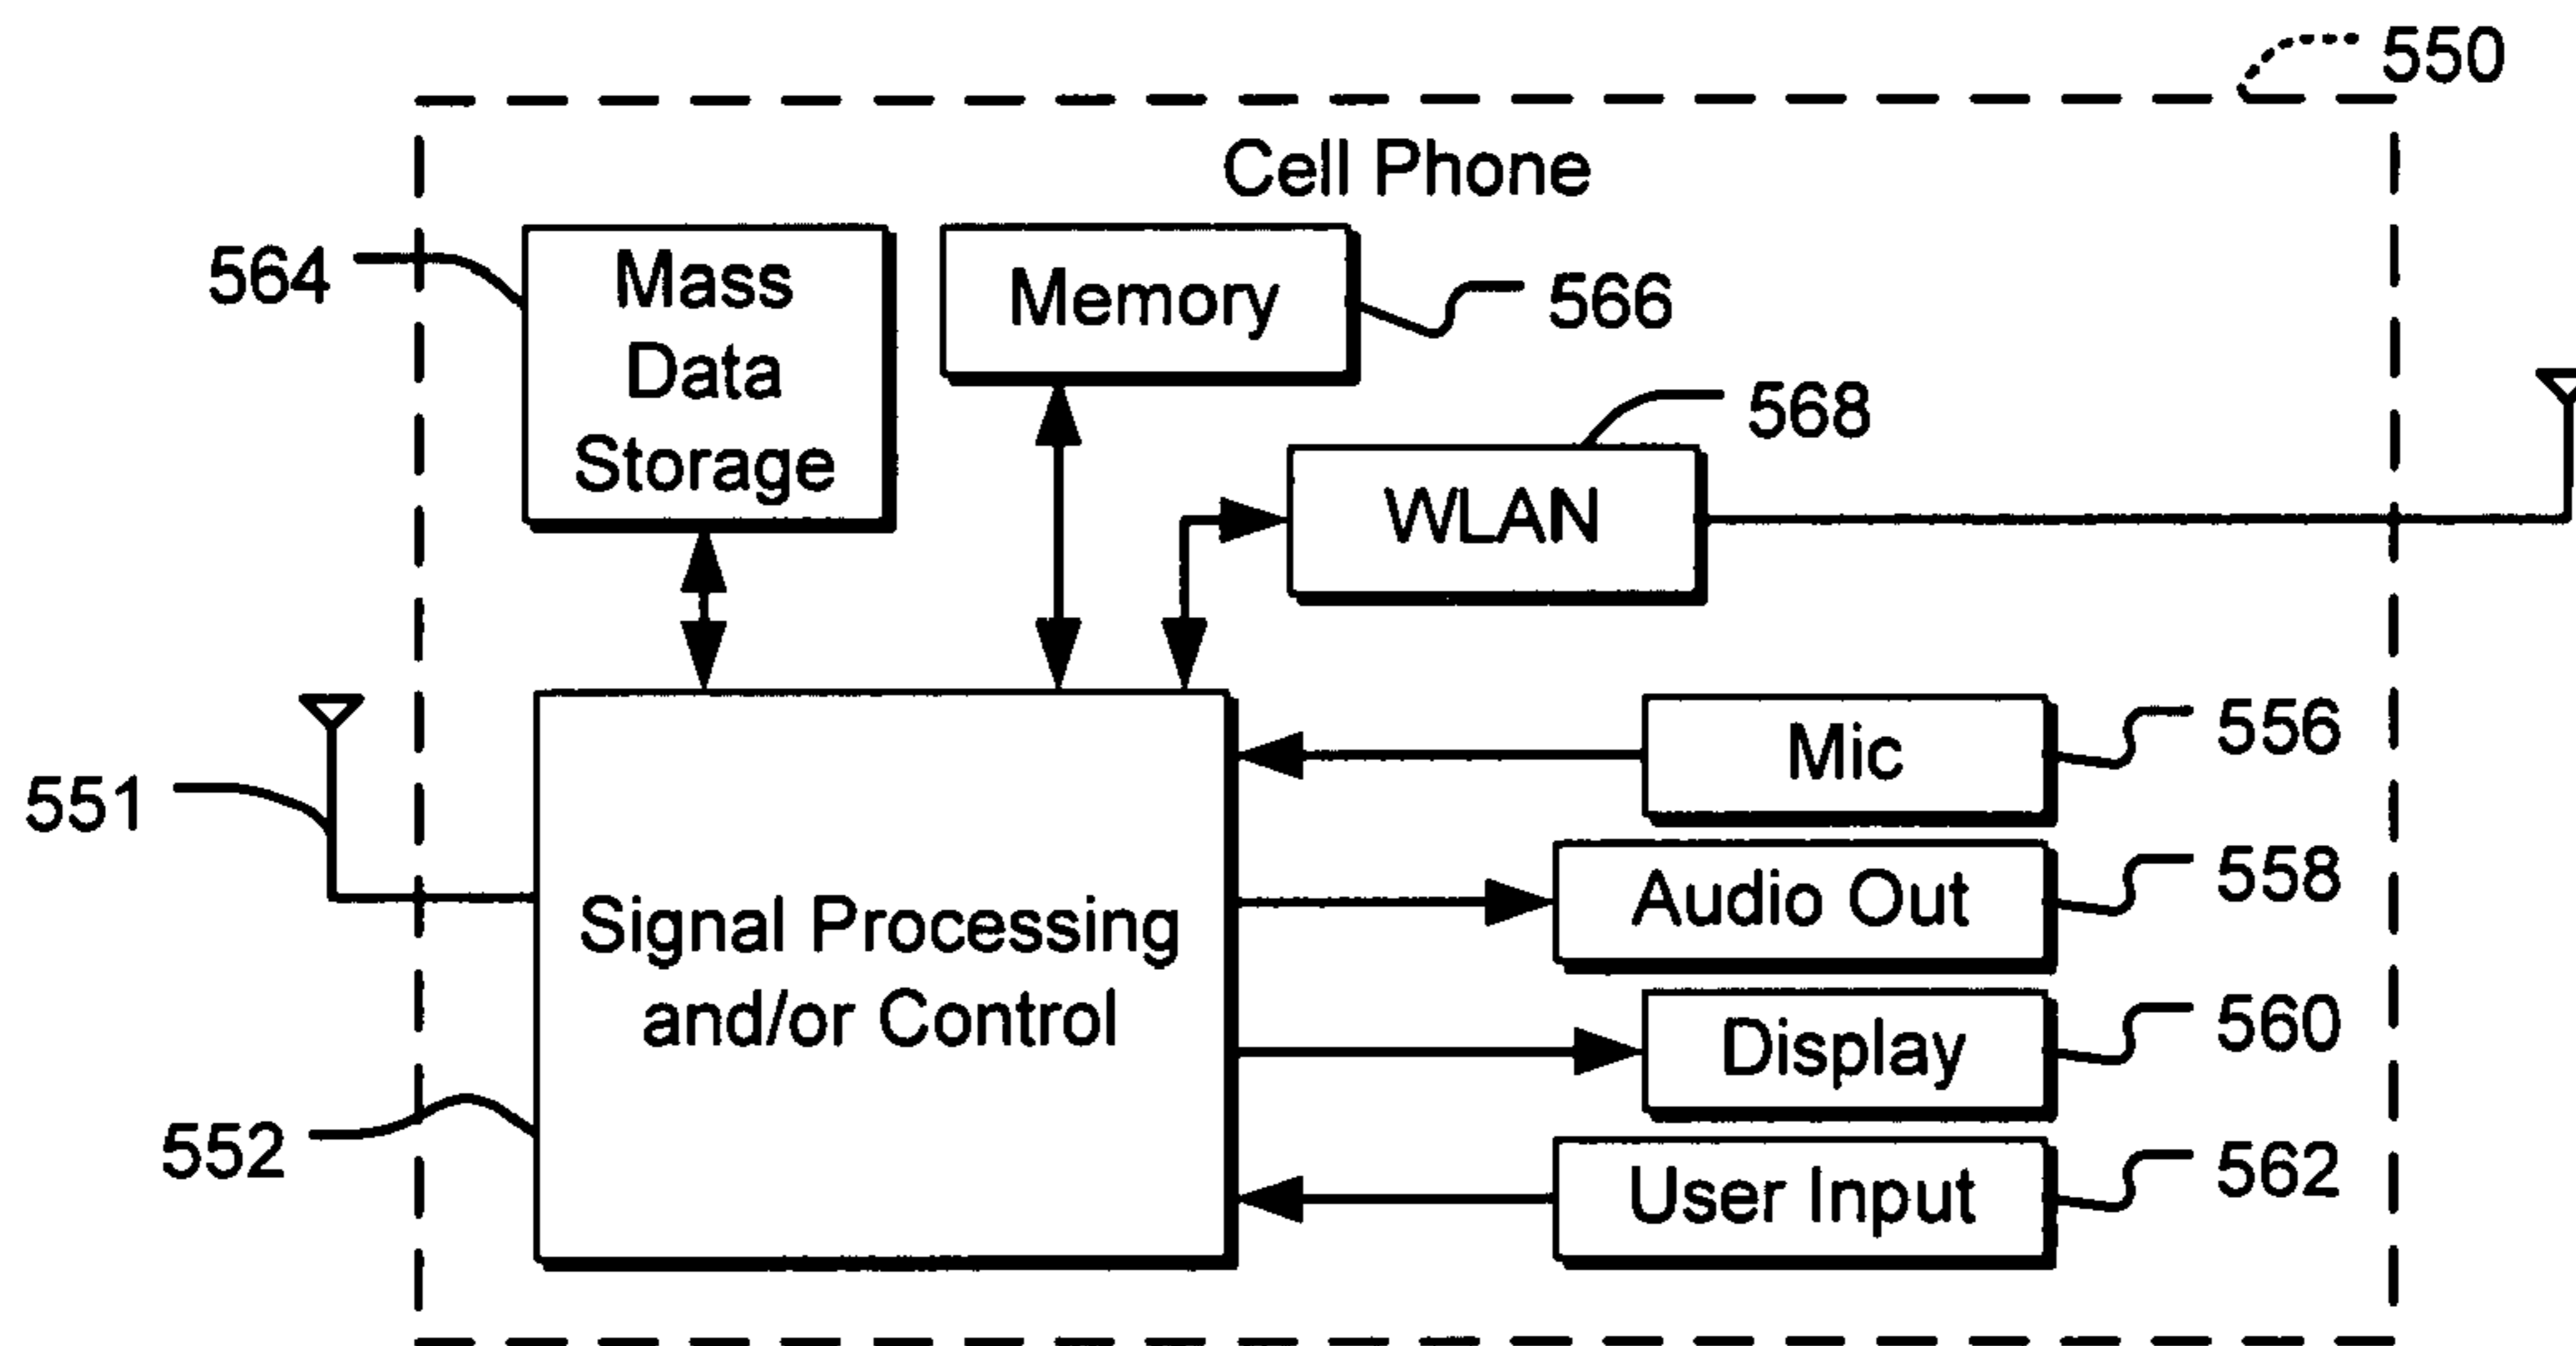 550
Cell Phone
564
Mass
Data
Storage
Memory
566
568
WLAN
551
552
Signal Processing
and/or Control
Mic
556
Audio Out
558
Display
560
User Input
562